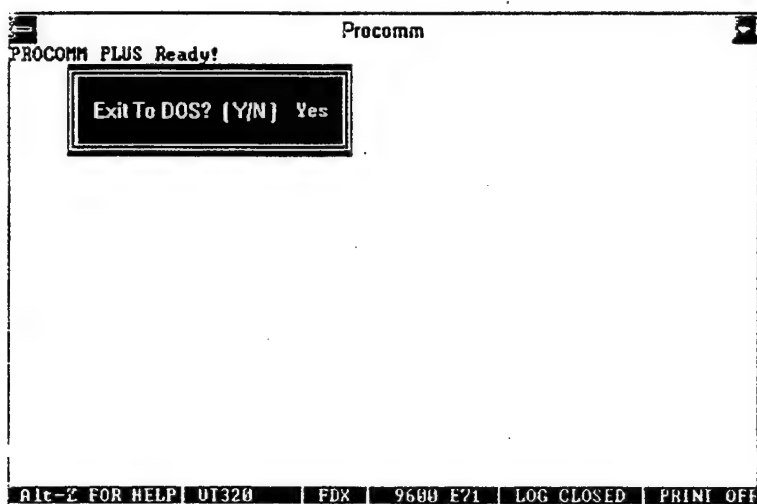 Procomm
PROCOMM PLUS Ready!
Exit To DOS? (Y/N) Yes
Alt-Z FOR HELP| VT320 | FDX | 9600 E71 | LOG CLOSED | PRINT OFF